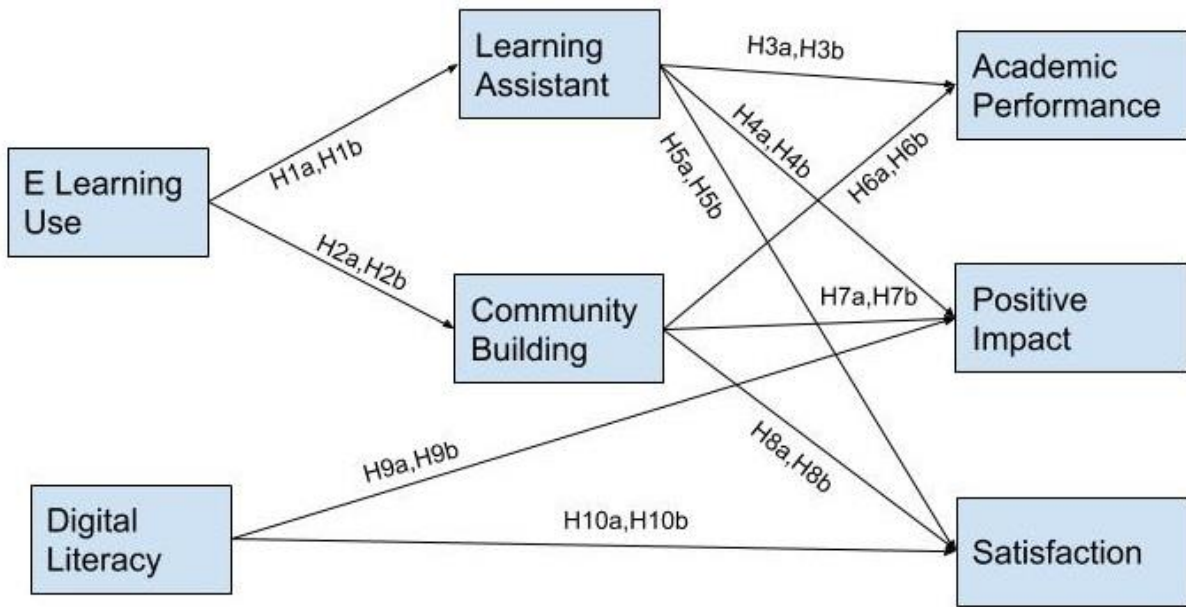 Learning
Assistant
H3a,H3b
Academic
Performance
E Learning
Use
H1a,H1b
H4a,H4b
H5a,H5b
H6a,H6b
H2a,H2b
Community
Building
H7a,H7b
Positive
Impact
H9a,H9b
H8a,H8b
Digital
Literacy
H10a,H10b
Satisfaction